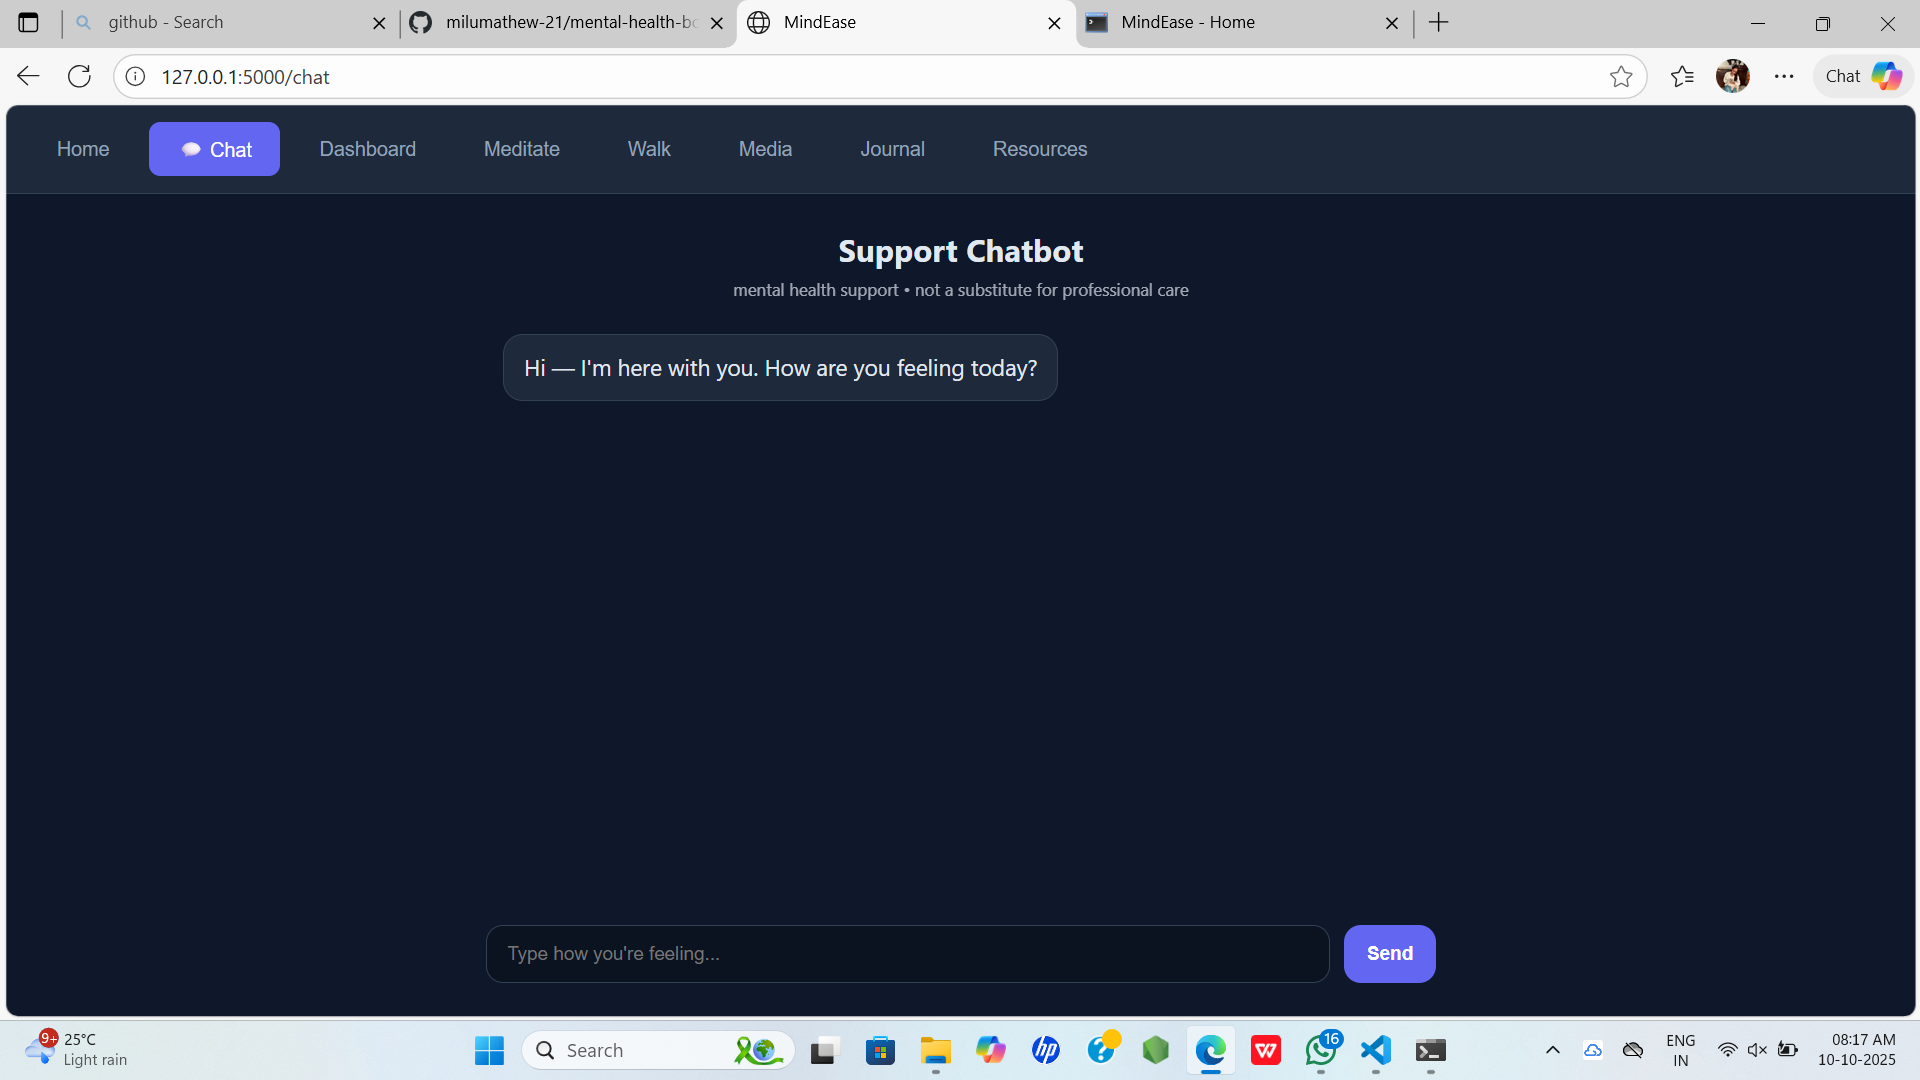 github - Search
milumathew-21/mental-health-bo
MindEase
MindEase - Home
127.0.0.1:5000/chat
Chat
Home
Chat
Dashboard
Meditate
Walk
Media
Journal
Resources
Support Chatbot
mental health support • not a substitute for professional care
Hi — I'm here with you. How are you feeling today?
Type how you're feeling...
Send
9+
25°C
Light rain
Search
hp
?
W
16
ENG
IN
08:17 AM
10-10-2025